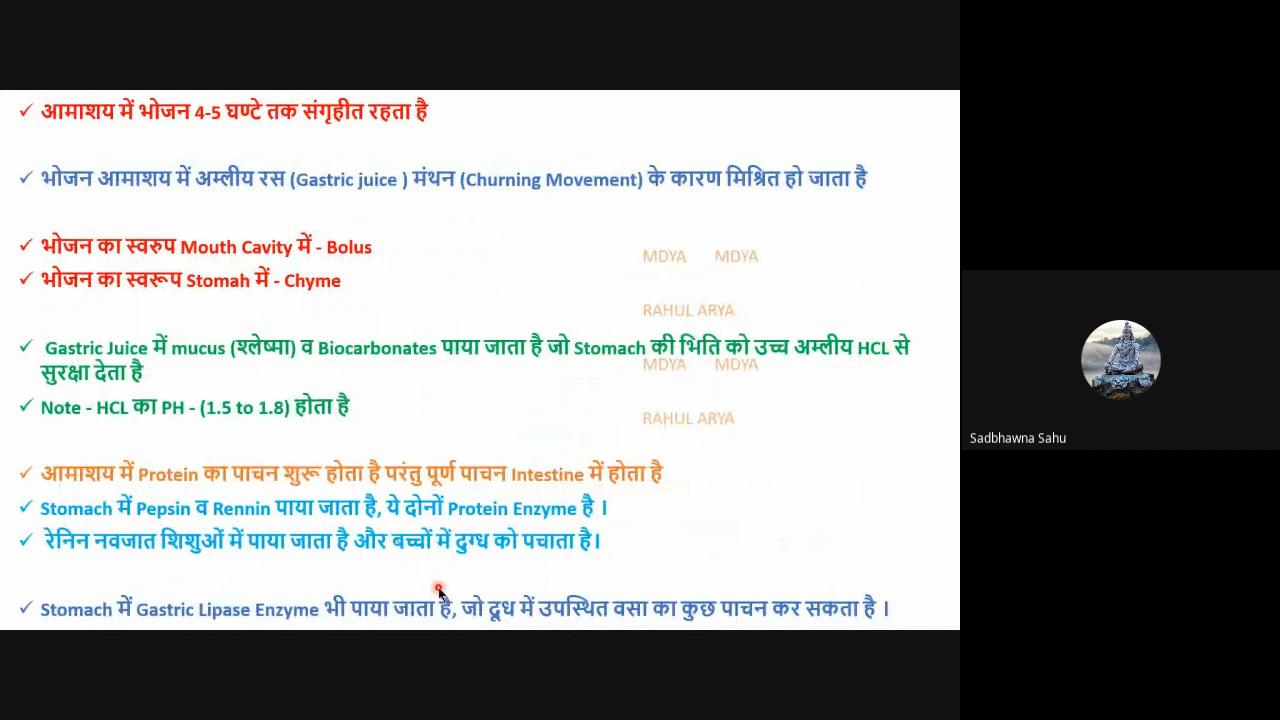 ✓ आमाशय में भोजन 4-5 घण्टे तक संगृहीत रहता है
✓ भोजन आमाशय में अम्लीय रस (Gastric juice ) मंथन (Churning Movement) के कारण मिश्रित हो जाता है
✓ भोजन का स्वरुप Mouth Cavity में - Bolus
MDYA MDYA
✓ भोजन का स्वरूप Stomah में - Chyme
RAHUL ARYA
✓ Gastric Juice में mucus (श्लेष्मा) व Biocarbonates पाया जाता है जो Stomach की भिति को उच्च अम्लीय HCL से
MDYA MDYA
सुरक्षा देता है
✓ Note - HCL का PH - (1.5 to 1.8) होता है
RAHUL ARYA
Sadbhawna Sahu
✓ आमाशय में Protein का पाचन शुरू होता है परंतु पूर्ण पाचन Intestine में होता है
✓ Stomach में Pepsin व Rennin पाया जाता है, ये दोनों Protein Enzyme है ।
✓ रेनिन नवजात शिशुओं में पाया जाता है और बच्चों में दुग्ध को पचाता है।
✓ Stomach में Gastric Lipase Enzyme भी पाया जाता है, जो दूध में उपस्थित वसा का कुछ पाचन कर सकता है ।